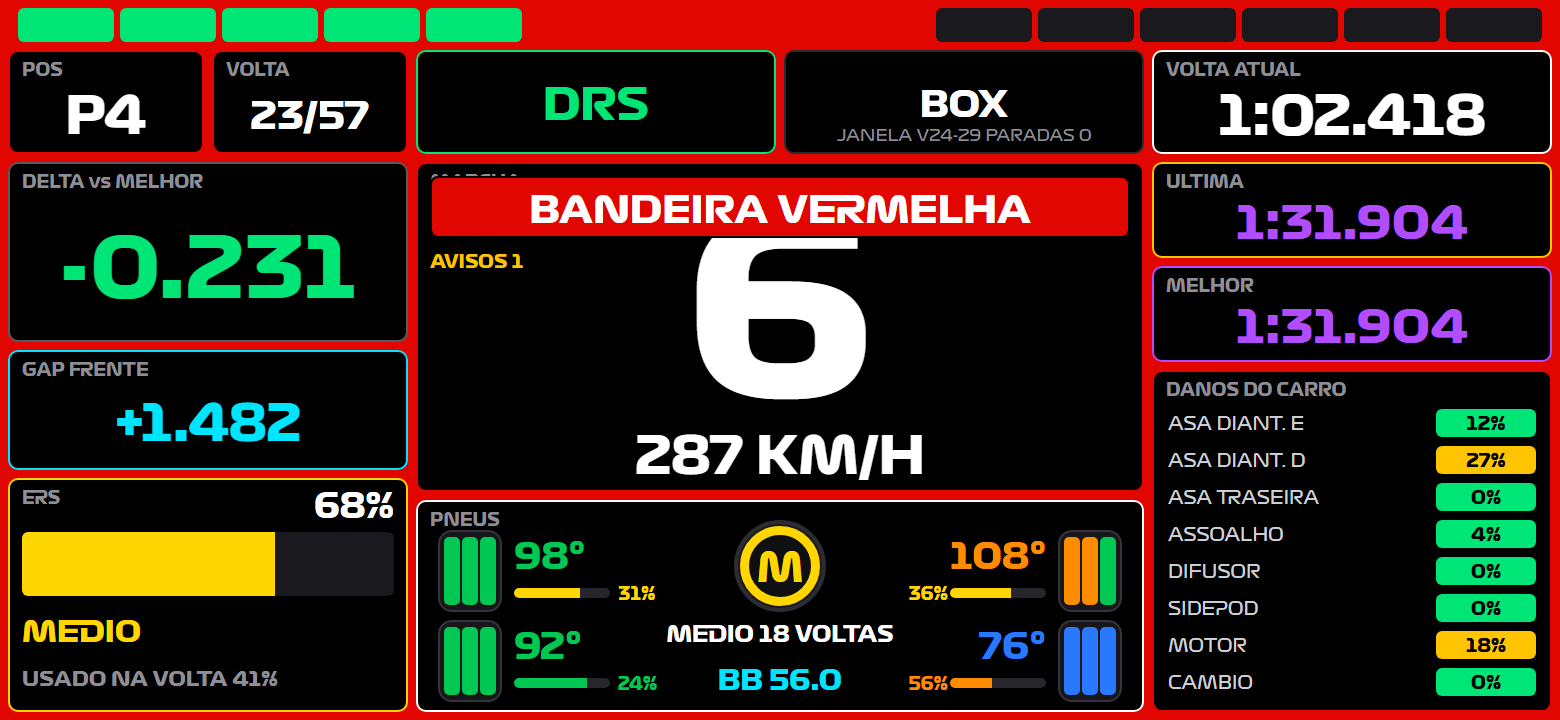 POS
P4
VOLTA
23/57
DRS
BOX
JANELA V24-29 PARADAS 0
VOLTA ATUAL
1:02.418
DELTA vs MELHOR
-0.231
BANDEIRA VERMELHA
AVISOS 1
6
287 KM/H
ULTIMA
1:31.904
MELHOR
1:31.904
GAP FRENTE
+1.482
ERS
68%
MEDIO
USADO NA VOLTA 41%
PNEUS
98°
31%
M
108°
36%
92°
24%
MEDIO 18 VOLTAS
BB 56.0
76°
56%
DANOS DO CARRO
ASA DIANT. E 12%
ASA DIANT. D 27%
ASA TRASEIRA 0%
ASSOALHO 4%
DIFUSOR 0%
SIDEPOD 0%
MOTOR 18%
CAMBIO 0%